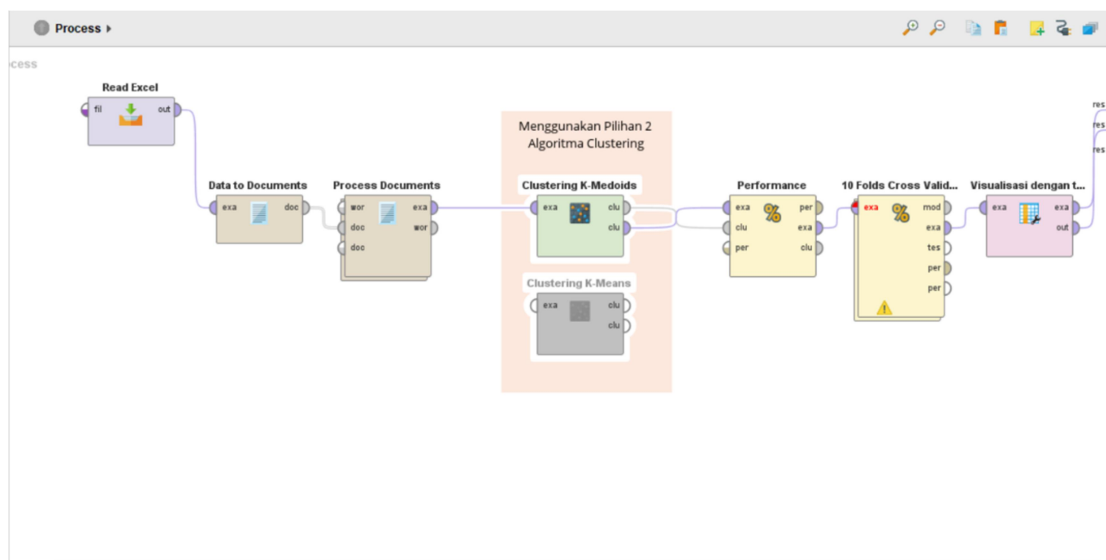 Process
cess
Read Excel
fil out
Menggunakan Pilihan 2
Algoritma Clustering
Data to Documents
exa doc
Process Documents
wor exa
doc wor
doc
Clustering K-Medoids
exa clu
clu
Clustering K-Means
exa clu
clu
Performance
exa per
clu exa
per clu
10 Folds Cross Valid...
exa mod
exa
tes
per
per
Visualisasi dengan t...
exa exa
out
res
res
res